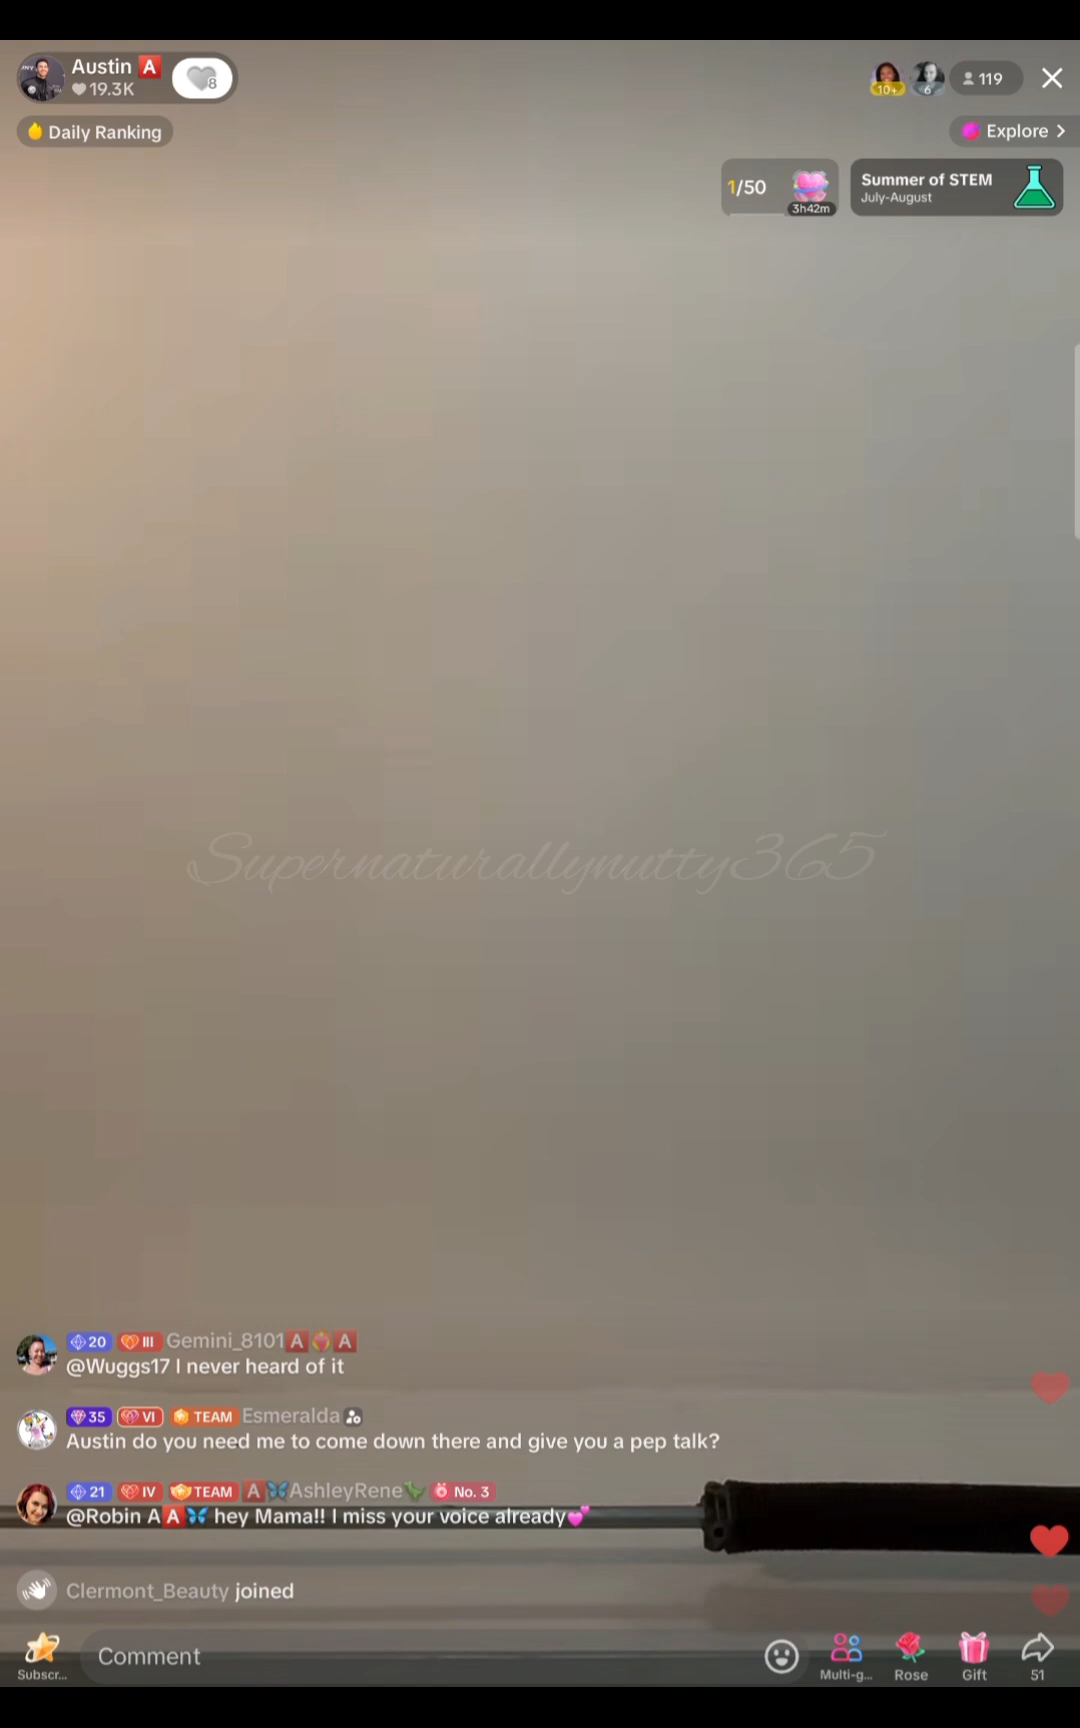 Austin A
19.3K
8
10+
6
119
Daily Ranking
Explore >
1/50
3h42m
Summer of STEM
July-August
Supernaturallynutty365
20 III Gemini_8101 A A
@Wuggs17 I never heard of it
35 VI TEAM Esmeralda
Austin do you need me to come down there and give you a pep talk?
21 IV TEAM A AshleyRene No. 3
@Robin A A hey Mama!! I miss your voice already
Clermont_Beauty joined
Subscr...
Comment
Multi-g...
Rose
Gift
51